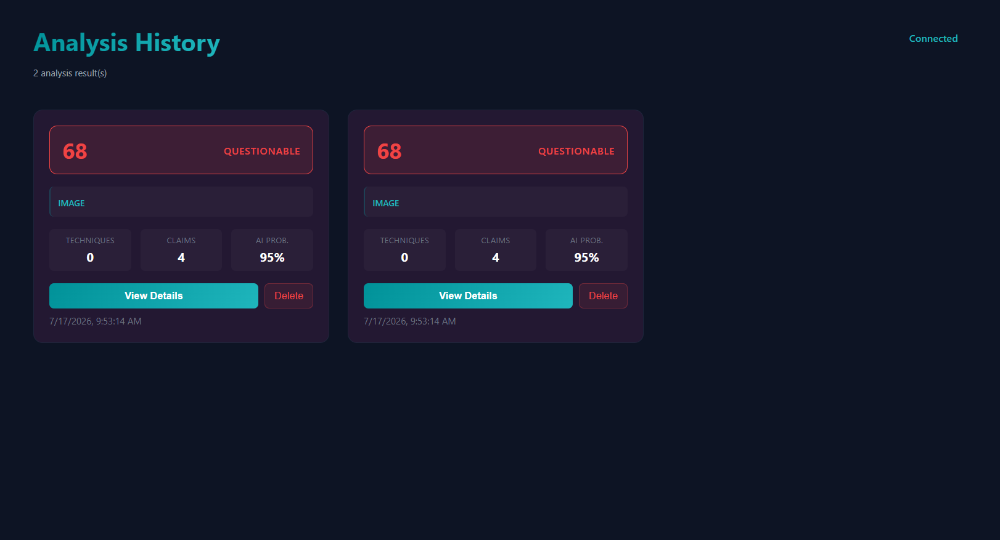 Analysis History
Connected
2 analysis result(s)
68 QUESTIONABLE
IMAGE
TECHNIQUES CLAIMS AI PROB.
0 4 95%
View Details Delete
7/17/2026, 9:53:14 AM
68 QUESTIONABLE
IMAGE
TECHNIQUES CLAIMS AI PROB.
0 4 95%
View Details Delete
7/17/2026, 9:53:14 AM